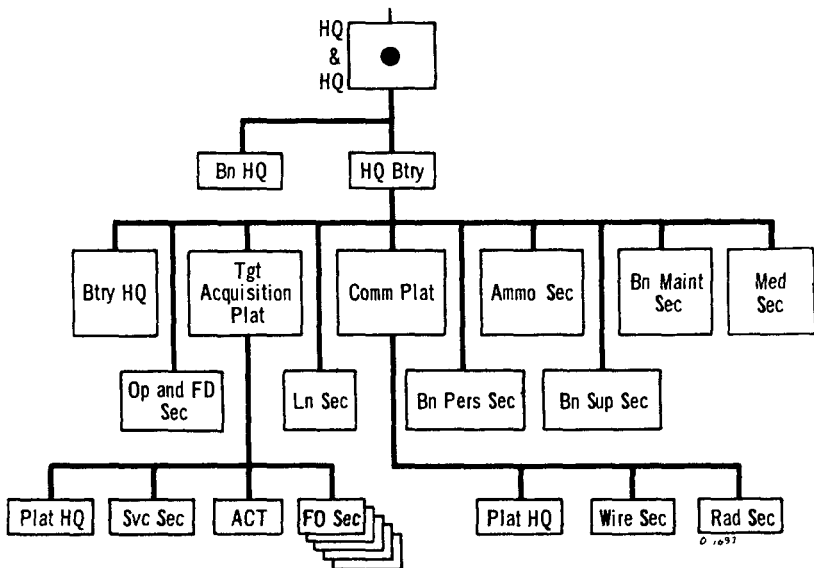 HQ
&
HQ
Bn HQ
HQ Btry
Btry HQ
Tgt
Acquisition
Plat
Comm Plat
Ammo Sec
Bn Maint
Sec
Med
Sec
Op and FD
Sec
Ln Sec
Bn Pers Sec
Bn Sup Sec
Plat HQ
Svc Sec
ACT
FO Sec
Plat HQ
Wire Sec
Rad Sec